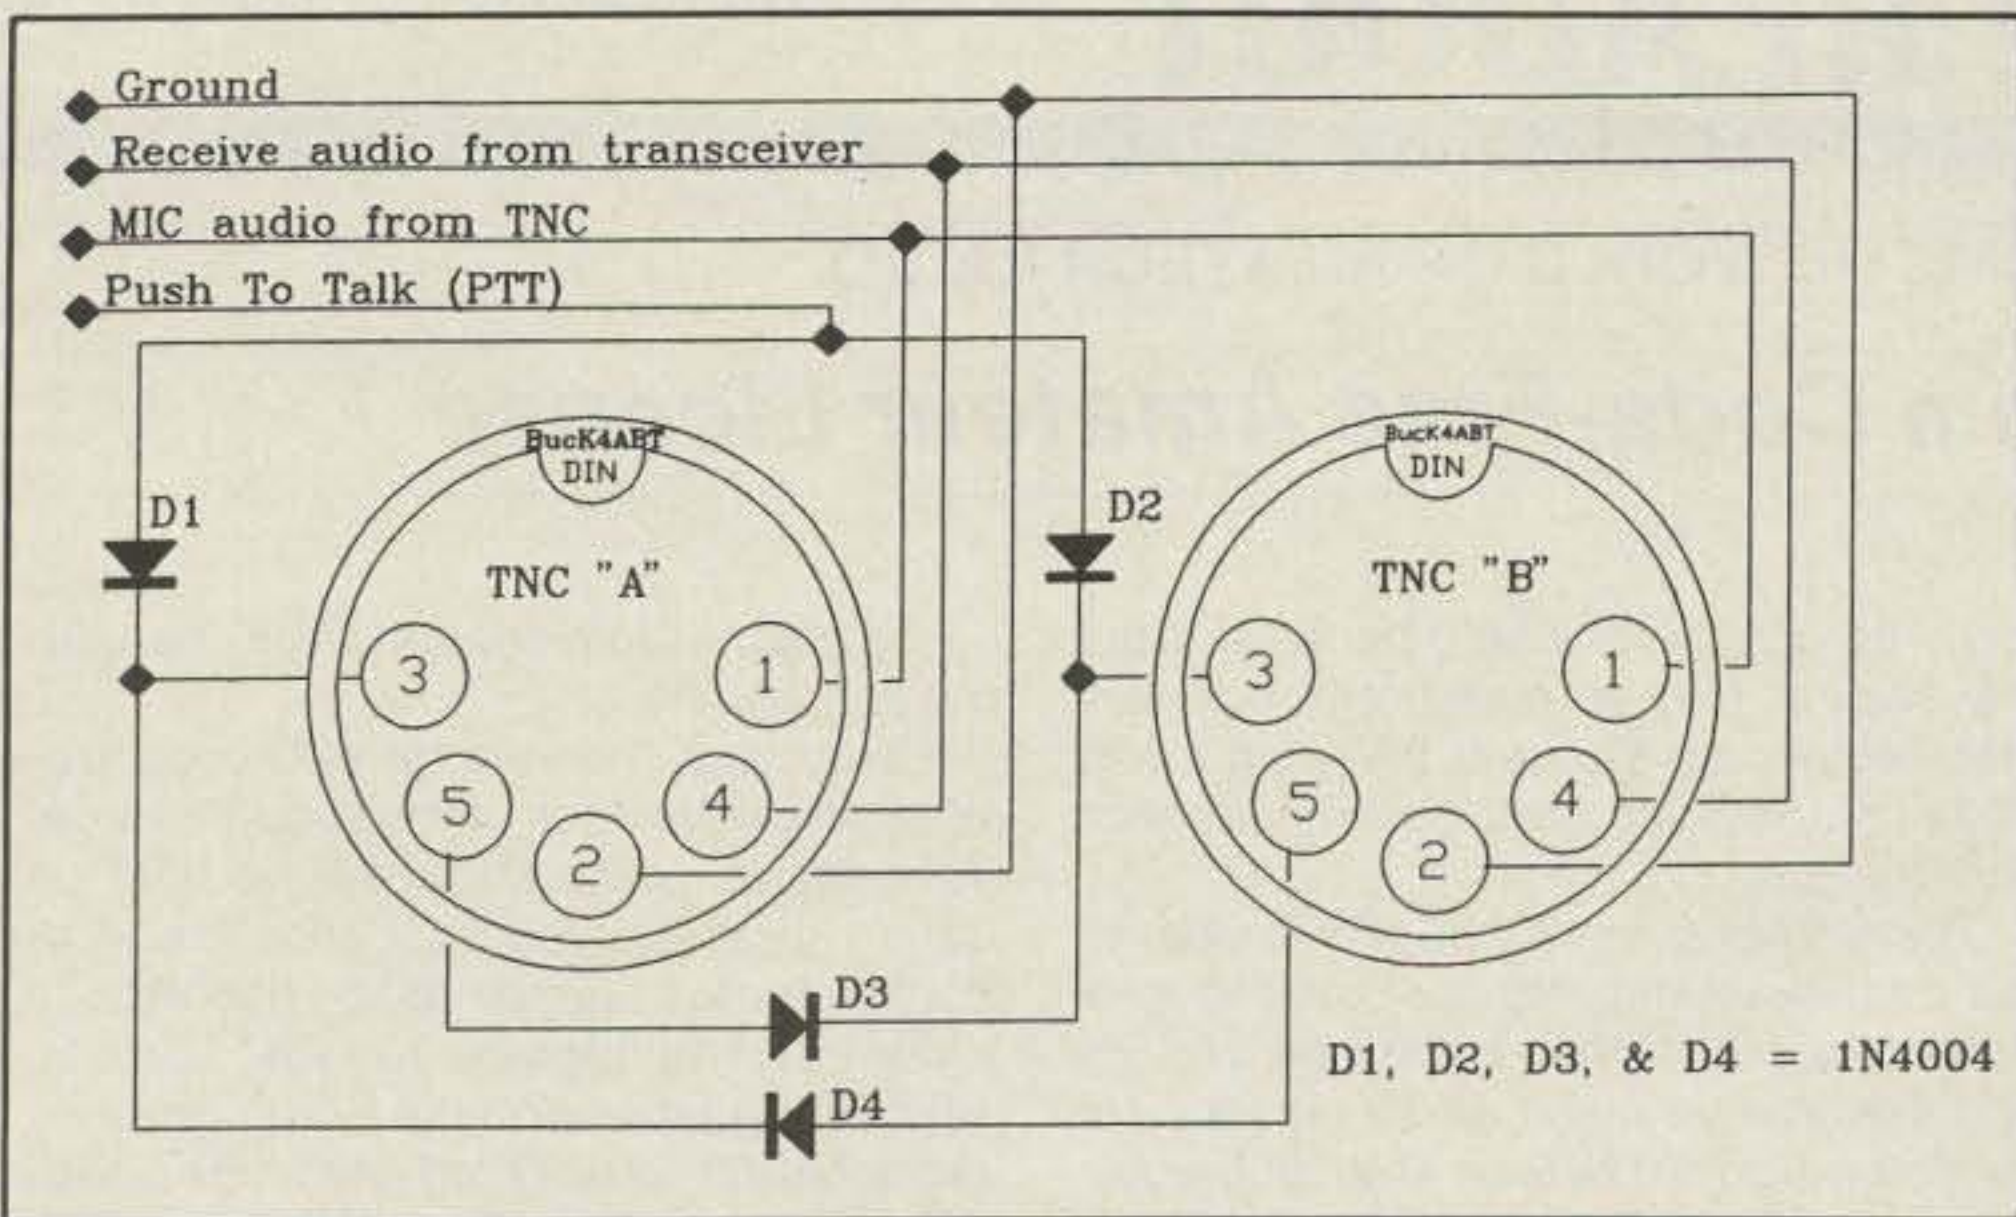 Ground
Receive audio from transceiver
MIC audio from TNC
Push To Talk (PTT)
BucK4ABT
DIN
BucK4ABT
DIN
D1
D2
TNC "A"
TNC "B"
3
1
3
1
5
4
5
4
2
2
D3
D1, D2, D3, & D4 = 1N4004
D4